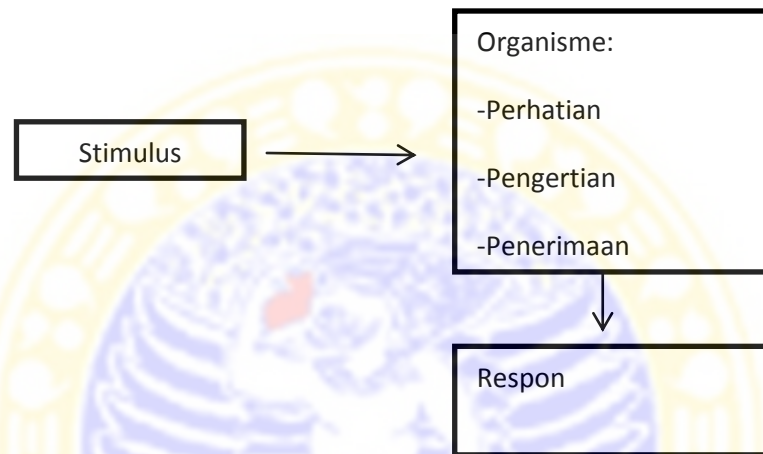 Stimulus
Organisme:
-Perhatian
-Pengertian
-Penerimaan
Respon